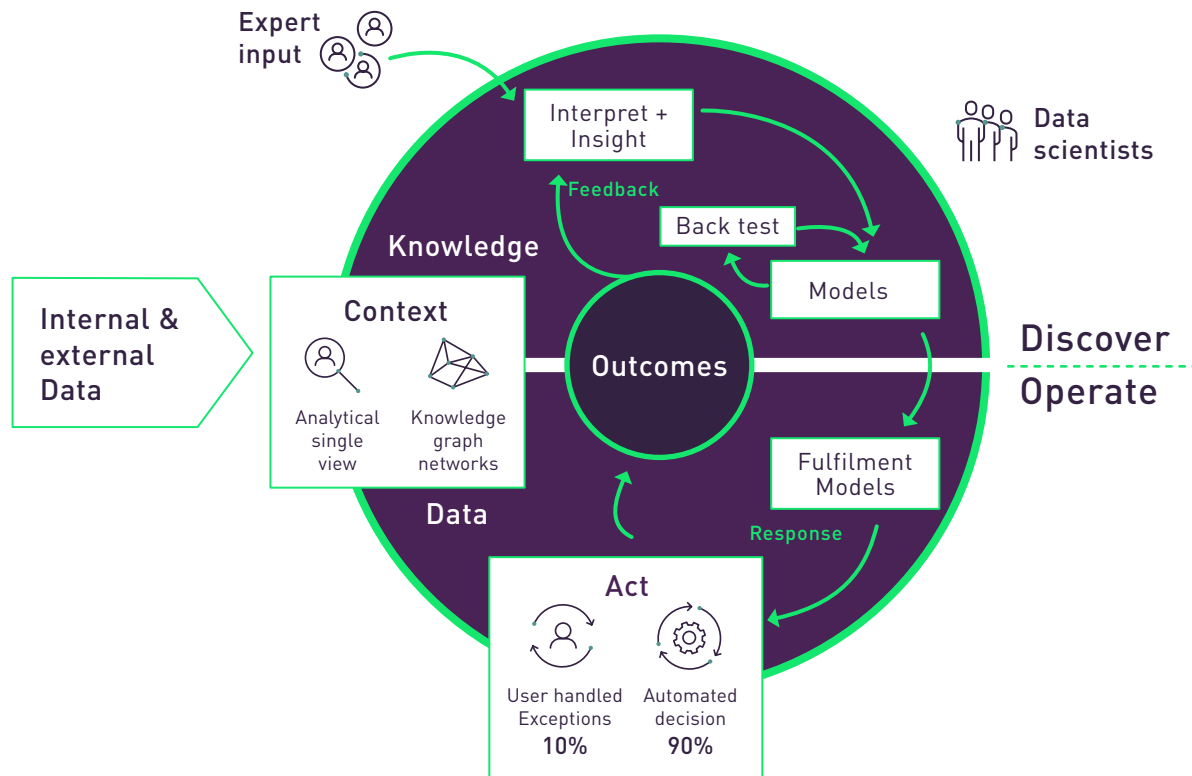 Expert
input
Interpret +
Insight
Data
scientists
Feedback
Back test
Knowledge
Models
Internal &
external
Data
Context
Analytical
single
view
Knowledge
graph
networks
Outcomes
Discover
Operate
Fulfilment
Models
Data
Response
Act
User handled
Exceptions
10%
Automated
decision
90%